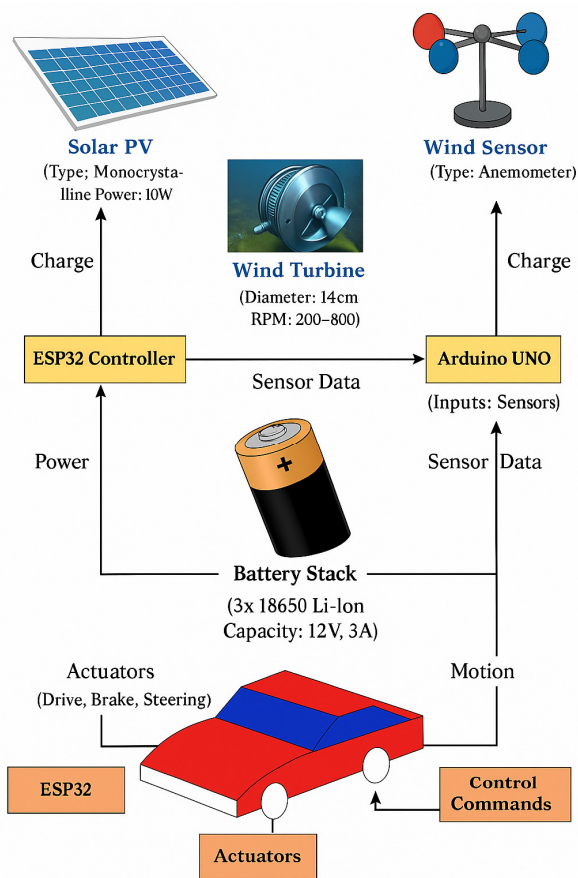 Solar PV
(Type; Monocrysta-
lline Power: 10W
Wind Sensor
(Type: Anemometer)
Wind Turbine
(Diameter: 14cm
RPM: 200–800)
Charge
Charge
ESP32 Controller
Sensor Data
Arduino UNO
(Inputs: Sensors)
Power
+
Sensor Data
Battery Stack
(3x 18650 Li-Ion
Capacity: 12V, 3A)
Actuators
(Drive, Brake, Steering)
Motion
ESP32
Control
Commands
Actuators